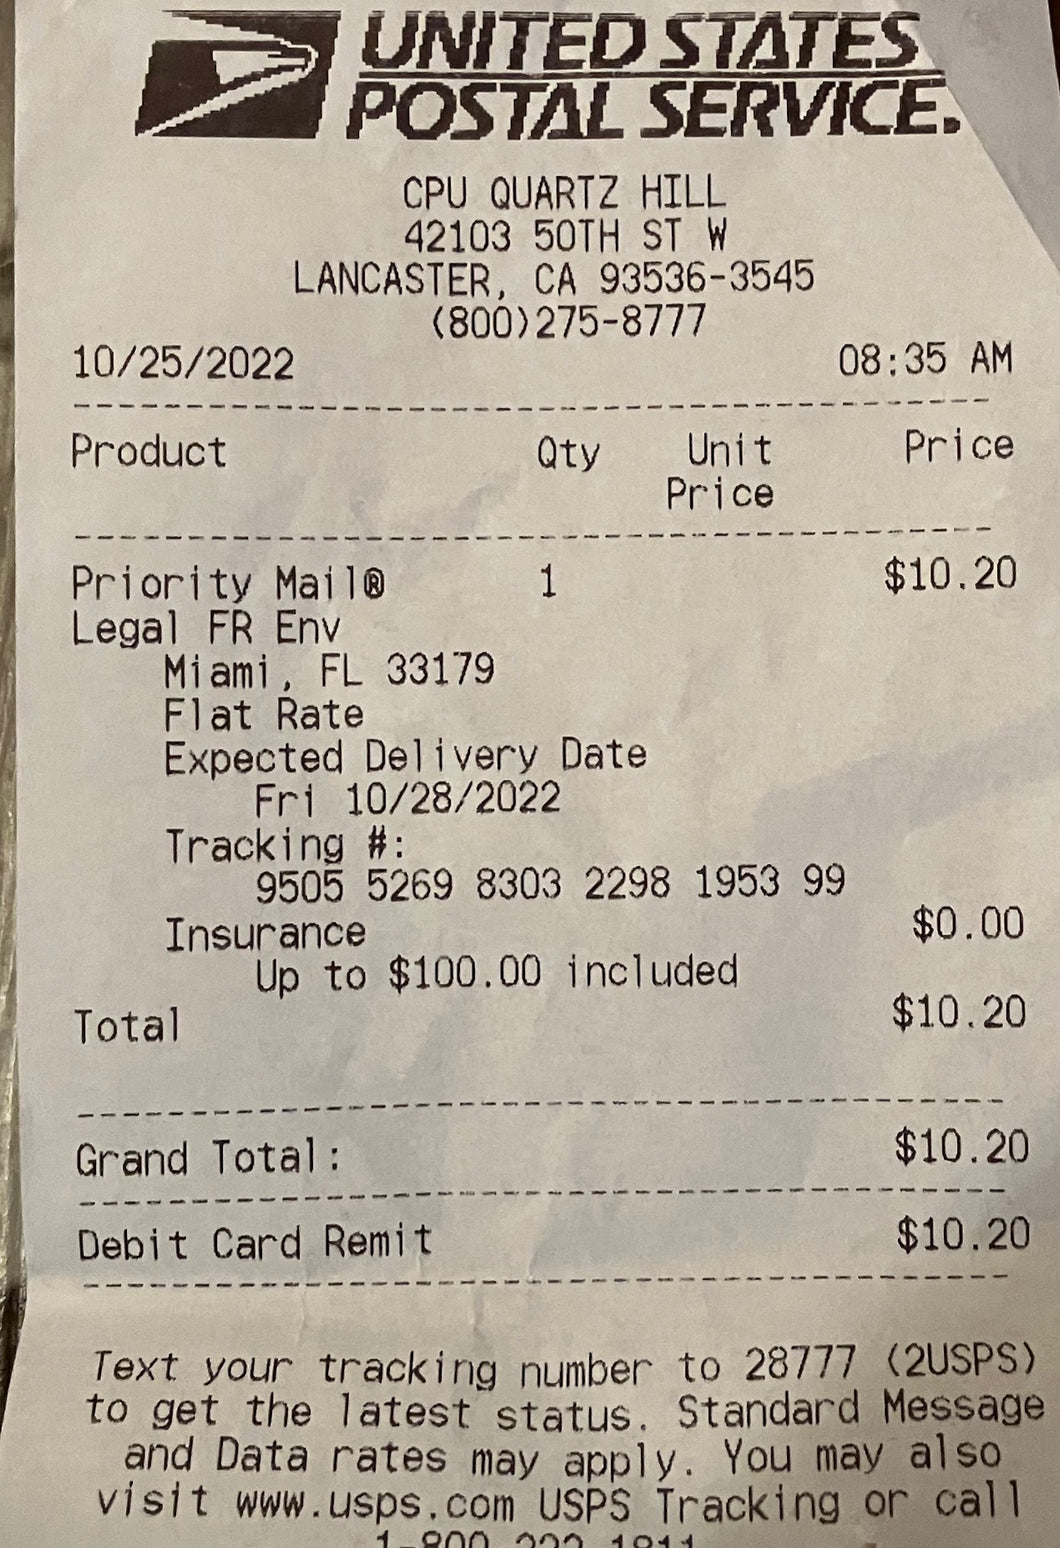 UNITED STATES
POSTAL SERVICE.
CPU QUARTZ HILL
42103 50TH ST W
LANCASTER, CA 93536-3545
(800)275-8777
10/25/2022 08:35 AM
Product Qty Unit Price
Price
Priority Mail® 1 $10.20
Legal FR Env
Miami, FL 33179
Flat Rate
Expected Delivery Date
Fri 10/28/2022
Tracking #:
9505 5269 8303 2298 1953 99
Insurance $0.00
Up to $100.00 included
Total $10.20
Grand Total: $10.20
Debit Card Remit $10.20
Text your tracking number to 28777 (2USPS)
to get the latest status. Standard Message
and Data rates may apply. You may also
visit www.usps.com USPS Tracking or call
1-800-222-1811